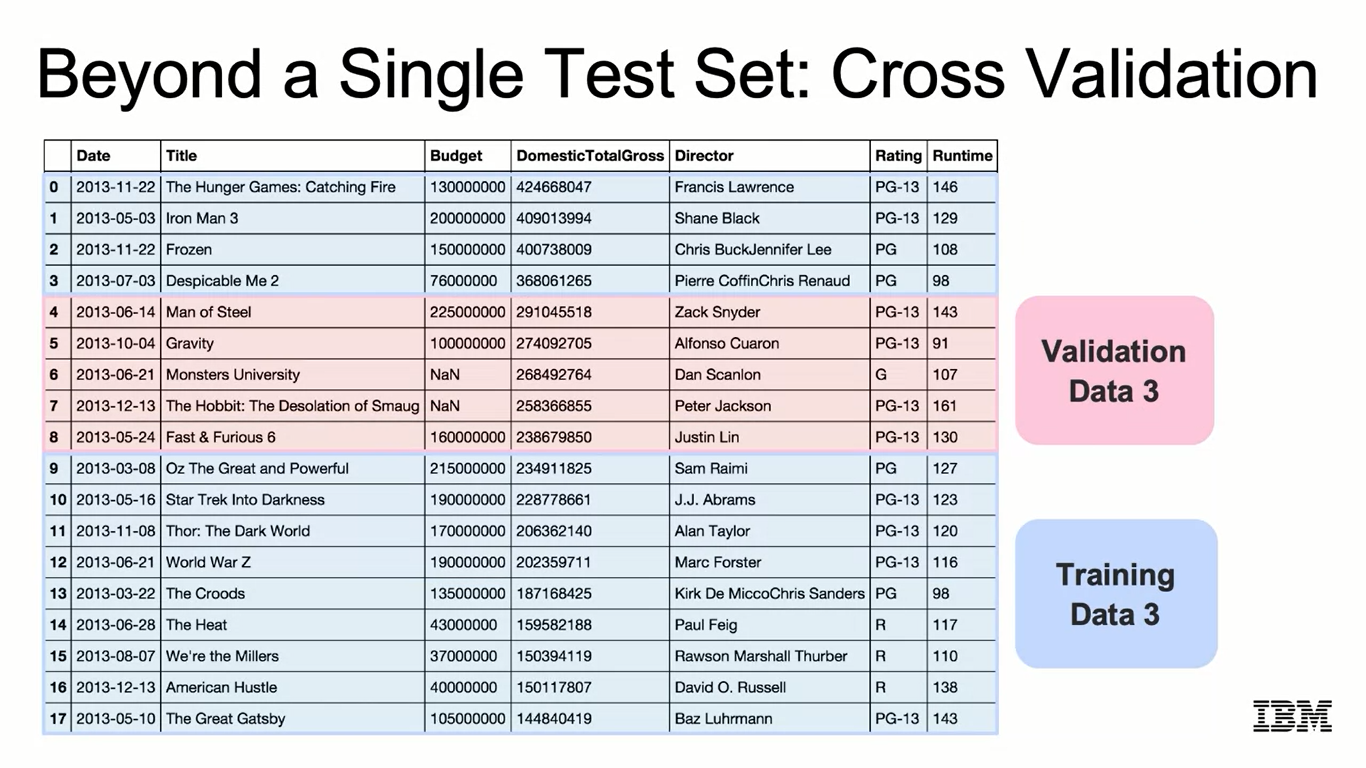 Beyond a Single Test Set: Cross Validation
Date Title Budget DomesticTotalGross Director Rating Runtime
0 2013-11-22 The Hunger Games: Catching Fire 130000000 424668047 Francis Lawrence PG-13 146
1 2013-05-03 Iron Man 3 200000000 409013994 Shane Black PG-13 129
2 2013-11-22 Frozen 150000000 400738009 Chris BuckJennifer Lee PG 108
3 2013-07-03 Despicable Me 2 76000000 368061265 Pierre CoffinChris Renaud PG 98
4 2013-06-14 Man of Steel 225000000 291045518 Zack Snyder PG-13 143
5 2013-10-04 Gravity 100000000 274092705 Alfonso Cuaron PG-13 91
6 2013-06-21 Monsters University NaN 268492764 Dan Scanlon G 107
7 2013-12-13 The Hobbit: The Desolation of Smaug NaN 258366855 Peter Jackson PG-13 161
8 2013-05-24 Fast & Furious 6 160000000 238679850 Justin Lin PG-13 130
9 2013-03-08 Oz The Great and Powerful 215000000 234911825 Sam Raimi PG 127
10 2013-05-16 Star Trek Into Darkness 190000000 228778661 J.J. Abrams PG-13 123
11 2013-11-08 Thor: The Dark World 170000000 206362140 Alan Taylor PG-13 120
12 2013-06-21 World War Z 190000000 202359711 Marc Forster PG-13 116
13 2013-03-22 The Croods 135000000 187168425 Kirk De MiccoChris Sanders PG 98
14 2013-06-28 The Heat 43000000 159582188 Paul Feig R 117
15 2013-08-07 We're the Millers 37000000 150394119 Rawson Marshall Thurber R 110
16 2013-12-13 American Hustle 40000000 150117807 David O. Russell R 138
17 2013-05-10 The Great Gatsby 105000000 144840419 Baz Luhrmann PG-13 143
Validation
Data 3
Training
Data 3
IBM